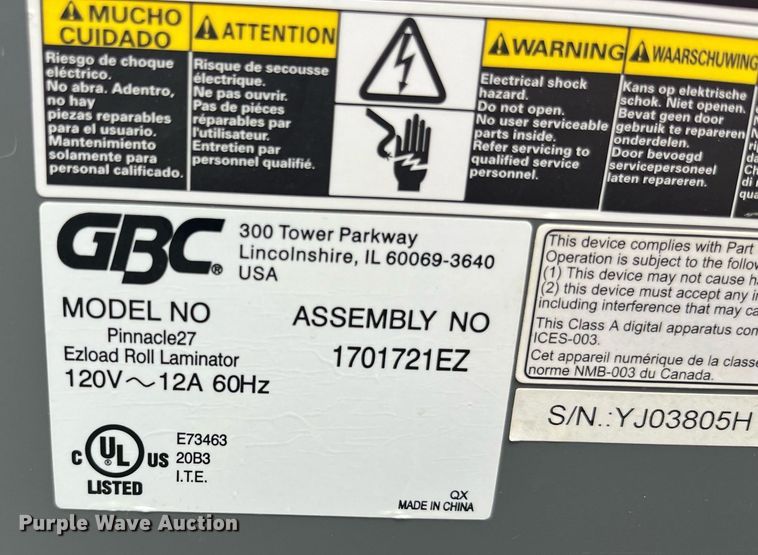 MUCHO
CUIDADO
Riesgo de choque
eléctrico.
No abra. Adentro,
no hay
piezas reparables
para el usuario.
Mantenimiento
solamente para
personal calificado.
ATTENTION
Risque de secousse
électrique.
Ne pas ouvrir.
Pas de piéces
réparables par
l'utilisateur.
Entretien par
personnel qualifié.
WARNING
Electrical shock
hazard.
Do not open.
No user serviceable
parts inside.
Refer servicing to
qualified service
personnel.
WAARSCHUWING
Kans op elektrische
schok. Niet openen.
Bevat geen door
gebruik te repareren
onderdelen.
Door bevoegd
servicepersoneel
laten repareren.
GBC®
300 Tower Parkway
Lincolnshire, IL 60069-3640
USA
MODEL NO
Pinnacle27
Ezload Roll Laminator
120V~12A 60Hz
ASSEMBLY NO
1701721EZ
C UL US
LISTED
E73463
20B3
I.T.E.
QX
MADE IN CHINA
This device complies with Part
Operation is subject to the follow
(1) This device may not cause h
(2) this device must accept any in
including interference that may ca
This Class A digital apparatus com
ICES-003.
Cet appareil numérique de la classe
norme NMB-003 du Canada.
S/N.:YJ03805H
Purple Wave Auction